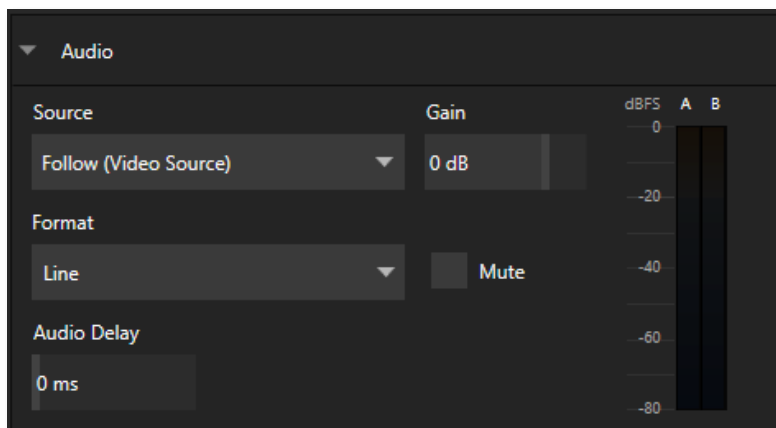 Audio
Source
Gain
dBFS A B
Follow (Video Source)
0 dB
0
-20
Format
Line
Mute
-40
Audio Delay
-60
0 ms
-80